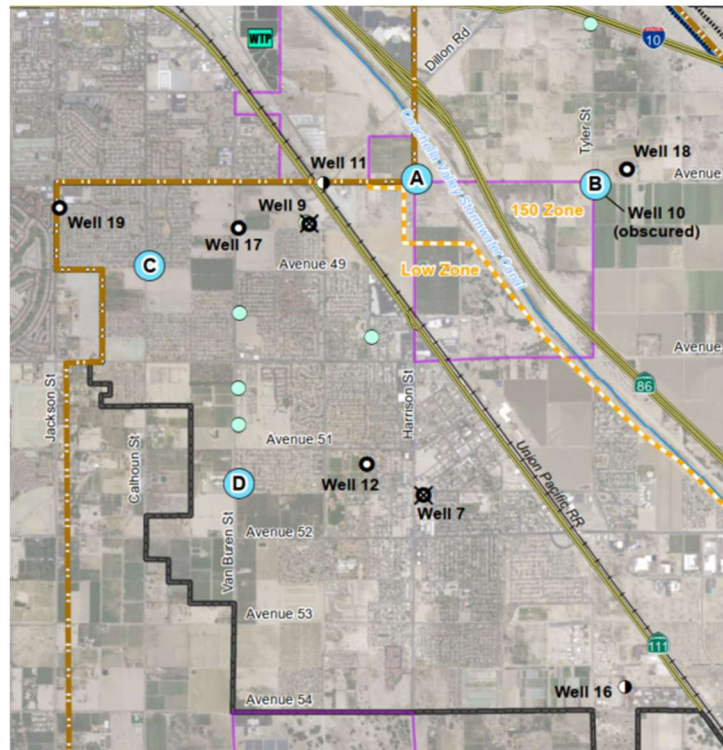 WTP
Dillon Rd
10
Coachella Valley Stormwater Canal
Tyler St
Well 18
Well 11
A
B
Avenue
Well 19
Well 9
150 Zone
Well 10
(obscured)
Well 17
C
Avenue 49
Low Zone
Avenue
86
Jackson St
Harrison St
Calhoun St
Avenue 51
Well 12
Union Pacific RR
D
Well 7
Van Buren St
Avenue 52
Avenue 53
111
Well 16
Avenue 54